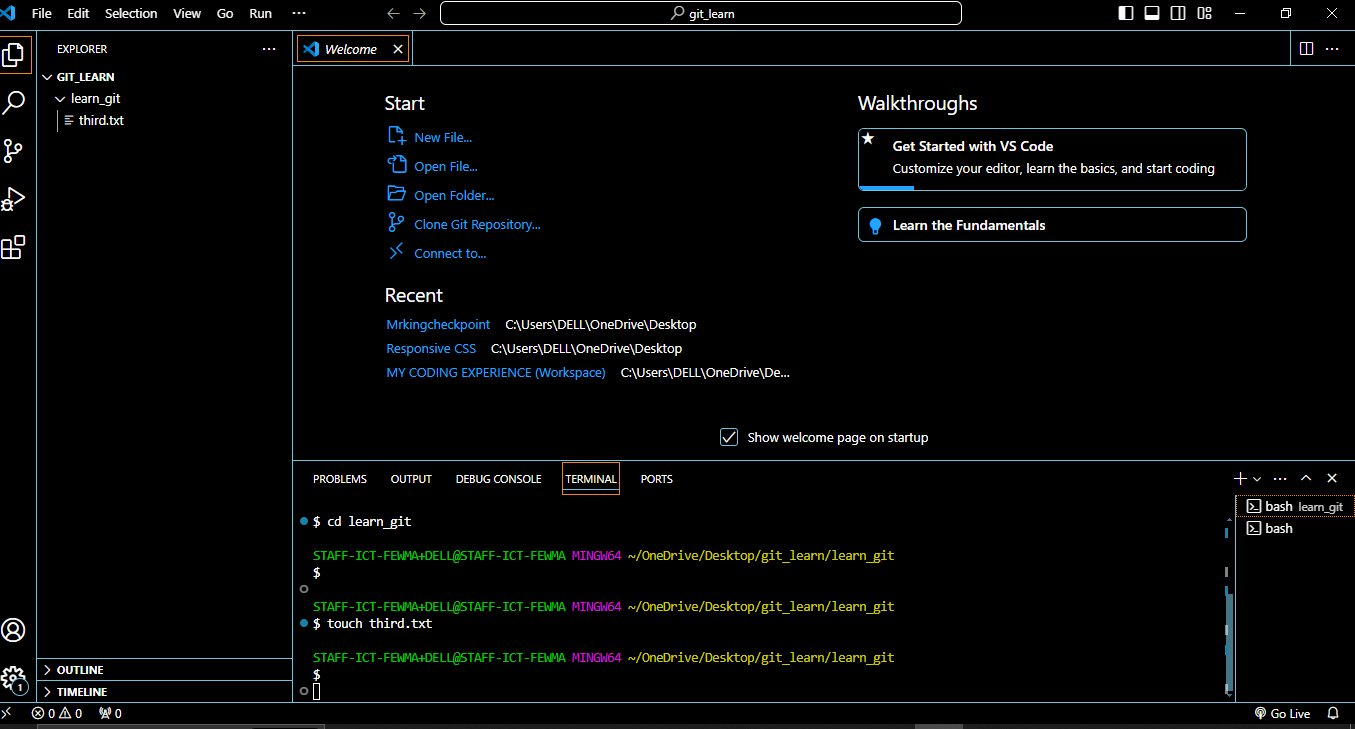 File Edit Selection View Go Run ··· git_learn
EXPLORER ···
Welcome
GIT_LEARN
learn_git
third.txt
Start
New File...
Open File...
Open Folder...
Clone Git Repository...
Connect to...
Recent
Mrkingcheckpoint C:\Users\DELL\OneDrive\Desktop
Responsive CSS C:\Users\DELL\OneDrive\Desktop
MY CODING EXPERIENCE (Workspace) C:\Users\DELL\OneDrive\De...
Walkthroughs
Get Started with VS Code
Customize your editor, learn the basics, and start coding
Learn the Fundamentals
Show welcome page on startup
PROBLEMS OUTPUT DEBUG CONSOLE TERMINAL PORTS
$ cd learn_git
STAFF-ICT-FEWMA+DELL@STAFF-ICT-FEWMA MINGW64 ~/OneDrive/Desktop/git_learn/learn_git
$
STAFF-ICT-FEWMA+DELL@STAFF-ICT-FEWMA MINGW64 ~/OneDrive/Desktop/git_learn/learn_git
$ touch third.txt
STAFF-ICT-FEWMA+DELL@STAFF-ICT-FEWMA MINGW64 ~/OneDrive/Desktop/git_learn/learn_git
$
bash learn_git
bash
OUTLINE
TIMELINE
1
0 0 0 Go Live